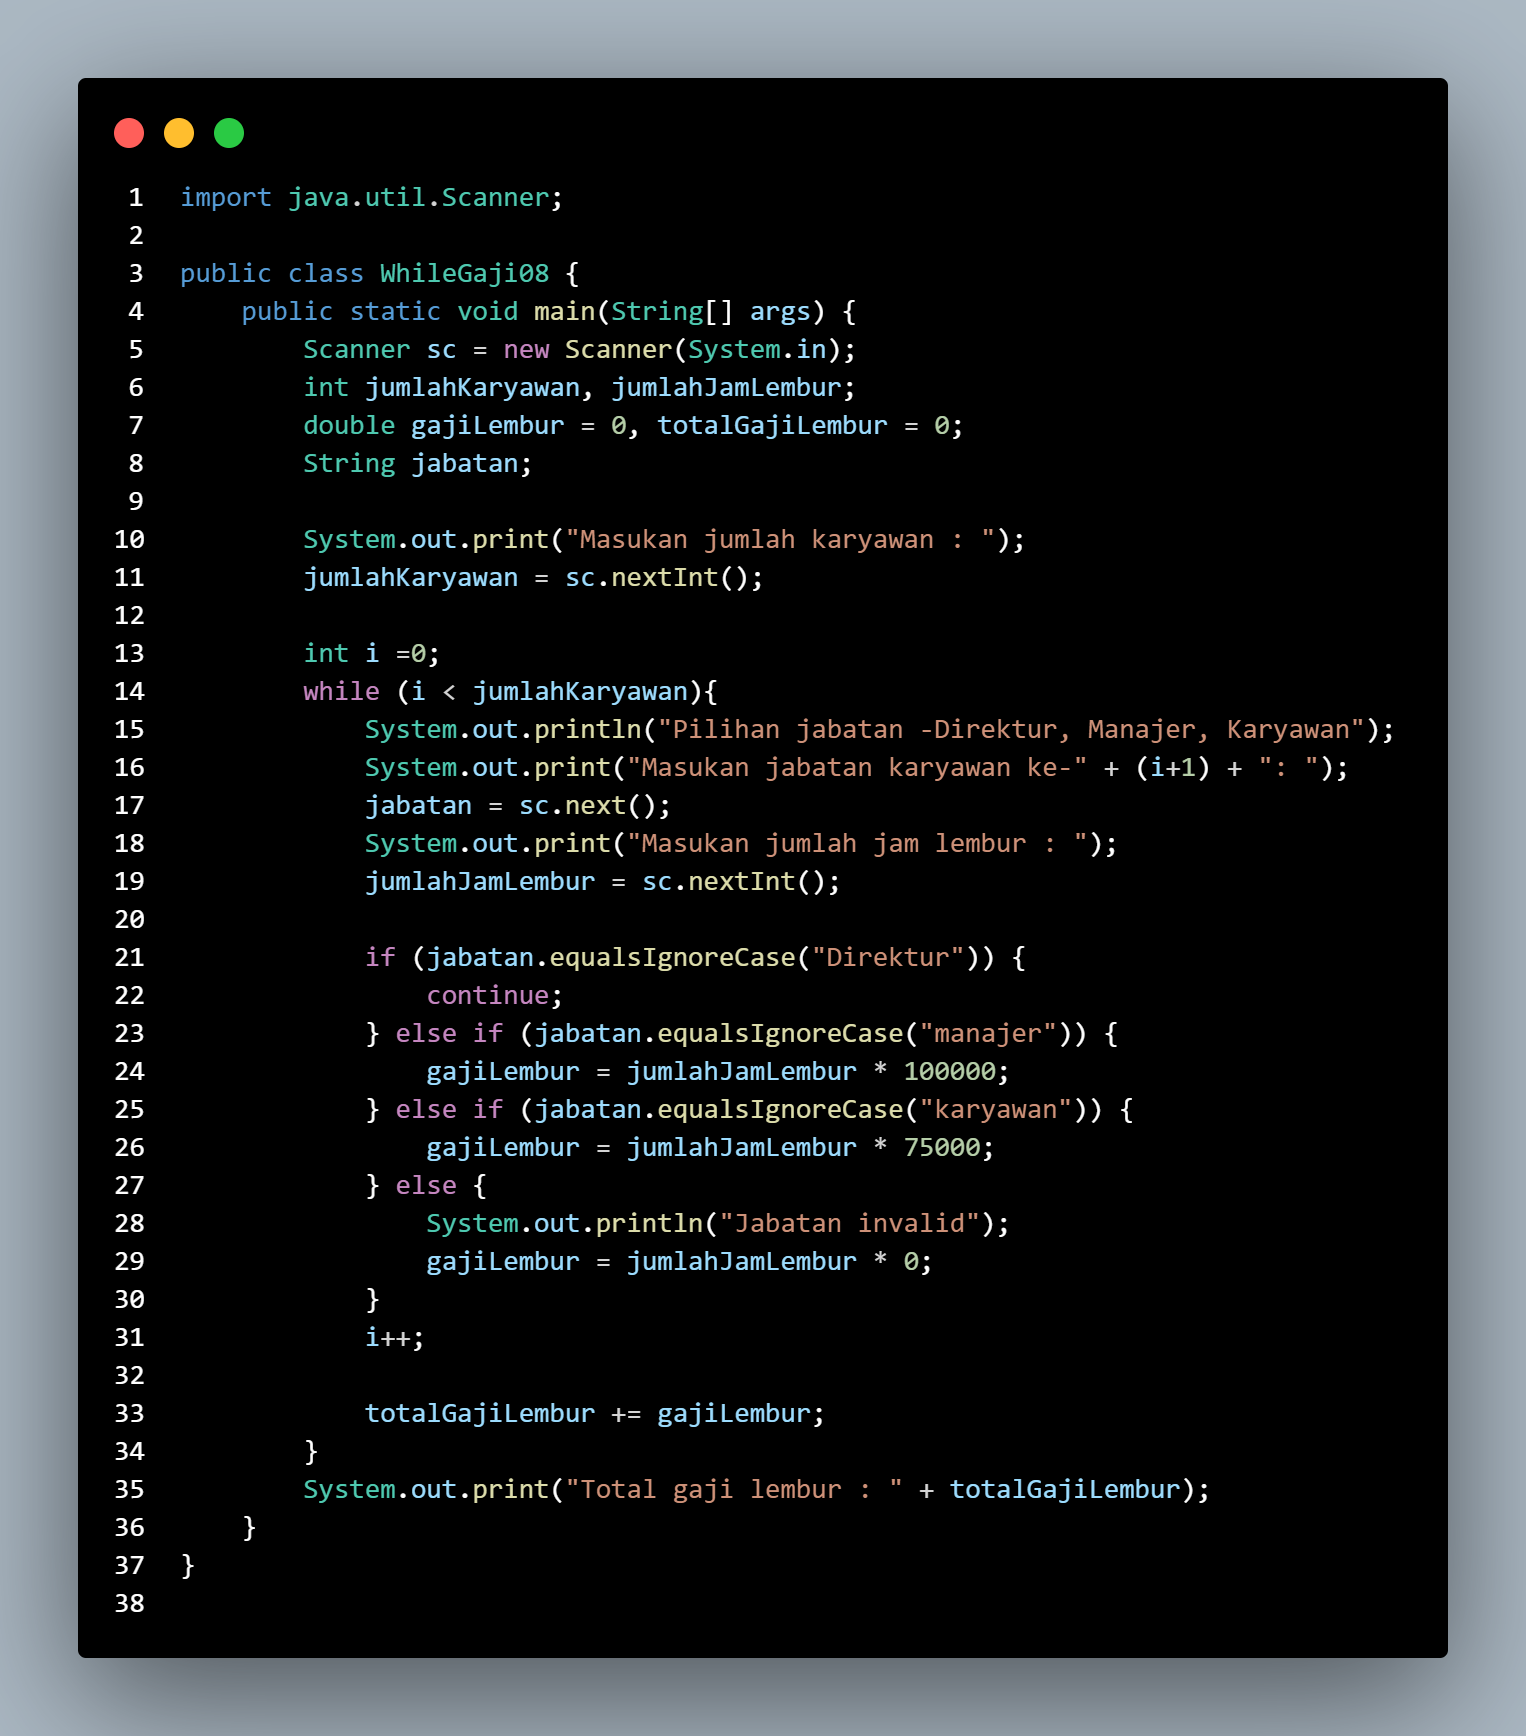 1 import java.util.Scanner;
2
3 public class WhileGaji08 {
4     public static void main(String[] args) {
5         Scanner sc = new Scanner(System.in);
6         int jumlahKaryawan, jumlahJamLembur;
7         double gajiLembur = 0, totalGajiLembur = 0;
8         String jabatan;
9
10         System.out.print("Masukan jumlah karyawan : ");
11         jumlahKaryawan = sc.nextInt();
12
13         int i =0;
14         while (i < jumlahKaryawan){
15             System.out.println("Pilihan jabatan -Direktur, Manajer, Karyawan");
16             System.out.print("Masukan jabatan karyawan ke-" + (i+1) + ": ");
17             jabatan = sc.next();
18             System.out.print("Masukan jumlah jam lembur : ");
19             jumlahJamLembur = sc.nextInt();
20
21             if (jabatan.equalsIgnoreCase("Direktur")) {
22                 continue;
23             } else if (jabatan.equalsIgnoreCase("manajer")) {
24                 gajiLembur = jumlahJamLembur * 100000;
25             } else if (jabatan.equalsIgnoreCase("karyawan")) {
26                 gajiLembur = jumlahJamLembur * 75000;
27             } else {
28                 System.out.println("Jabatan invalid");
29                 gajiLembur = jumlahJamLembur * 0;
30             }
31             i++;
32
33             totalGajiLembur += gajiLembur;
34         }
35         System.out.print("Total gaji lembur : " + totalGajiLembur);
36     }
37 }
38